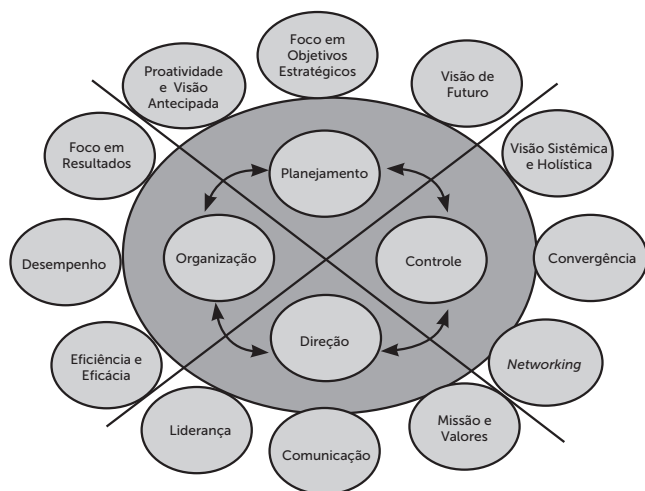 Foco em
Objetivos
Estratégicos
Proatividade
e Visão
Antecipada
Visão de
Futuro
Foco em
Resultados
Visão Sistêmica
e Holística
Planejamento
Desempenho
Organização
Controle
Convergência
Direção
Eficiência e
Eficácia
Networking
Liderança
Comunicação
Missão e
Valores